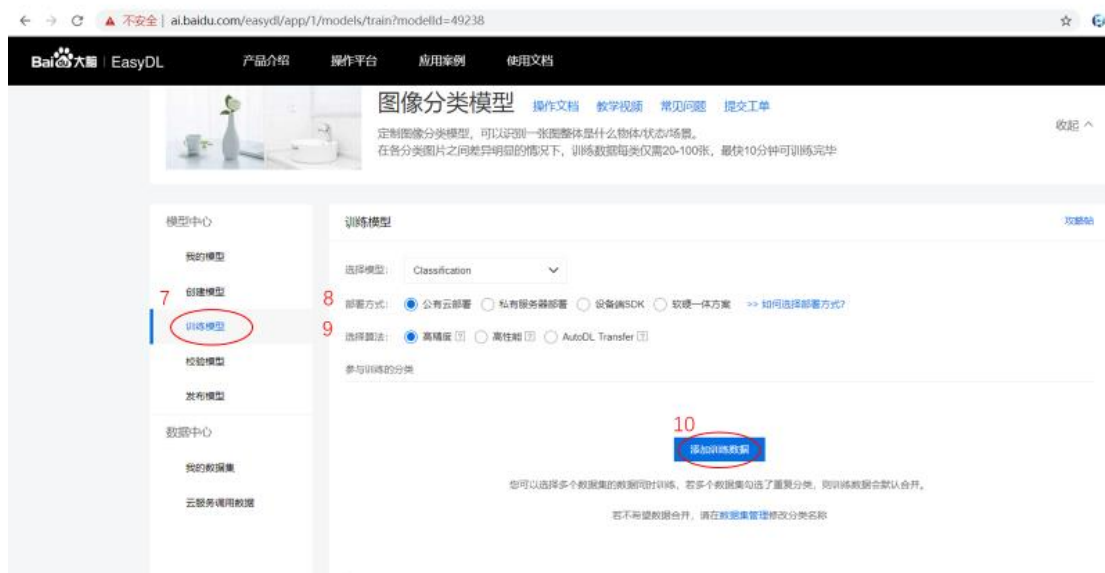 不安全 | ai.baidu.com/easydl/app/1/models/train?modelId=49238
Bai大脑 | EasyDL 产品介绍 操作平台 应用案例 使用文档
图像分类模型 操作文档 教学视频 常见问题 提交工单
收起
定制图像分类模型，可以识别一张图整体是什么物体/状态/场景。
在各分类图片之间差异明显的情况下，训练数据每类仅需20-100张，最快10分钟可训练完毕
模型中心
我的模型
7 创建模型
训练模型
校验模型
发布模型
数据中心
我的数据集
云服务调用数据
训练模型 攻略帖
选择模型： Classification
8 部署方式： 公有云部署 私有服务器部署 设备端SDK 软硬一体方案 >> 如何选择部署方式?
9 选择算法： 高精度 ? 高性能 ? AutoDL Transfer ?
参与训练的分类
10
添加训练数据
您可以选择多个数据集的数据同时训练，若多个数据集勾选了重复分类，则训练数据会默认合并。
若不希望数据合并，请在数据集管理修改分类名称